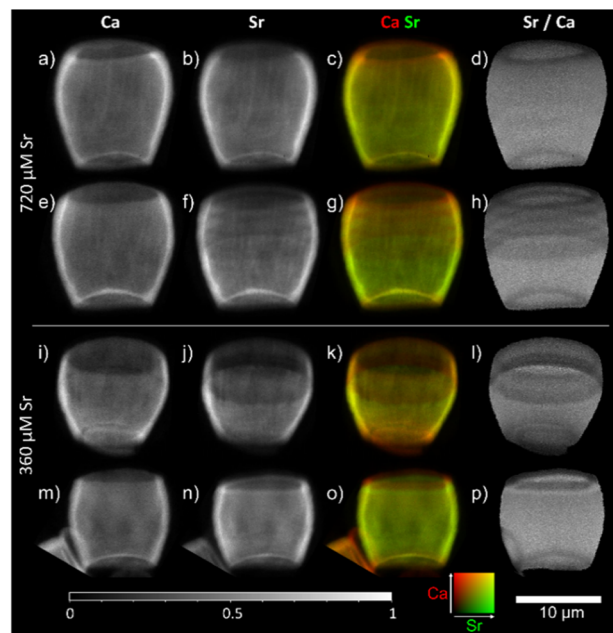 Ca Sr Ca Sr Sr / Ca
a) b) c) d)
720 µM Sr
e) f) g) h)
i) j) k) l)
360 µM Sr
m) n) o) p)
Ca
0 0.5 1 Sr 10 µm